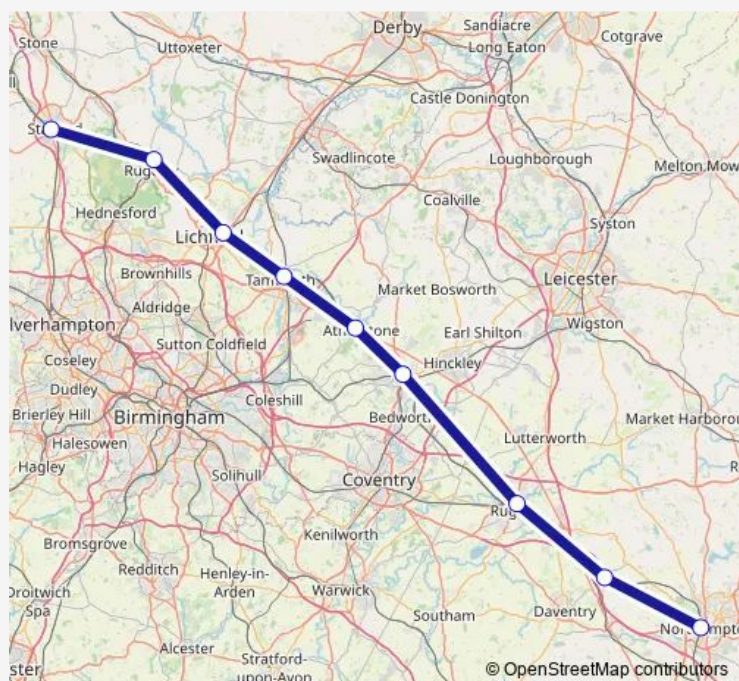 Derby
Sandiacre
Long Eaton
Cotgrave
Stone
Uttoxeter
Castle Donington
Swadlincote
Loughborough
Melton Mow
Hednesford
Coalville
Syston
Brownhills
Leicester
Aldridge
Market Bosworth
lverhampton
Sutton Coldfield
Earl Shilton
Wigston
Coseley
Hinckley
Dudley
Coleshill
Brierley Hill
Birmingham
Bedworth
Market Harborou
Halesowen
Lutterworth
Hagley
Solihull
Coventry
Kenilworth
Bromsgrove
Redditch
Henley-in-
Arden
Warwick
Droitwich
Spa
Southam
Daventry
Alcester
Stratford-
upon-Avon
ster
© OpenStreetMap contributors